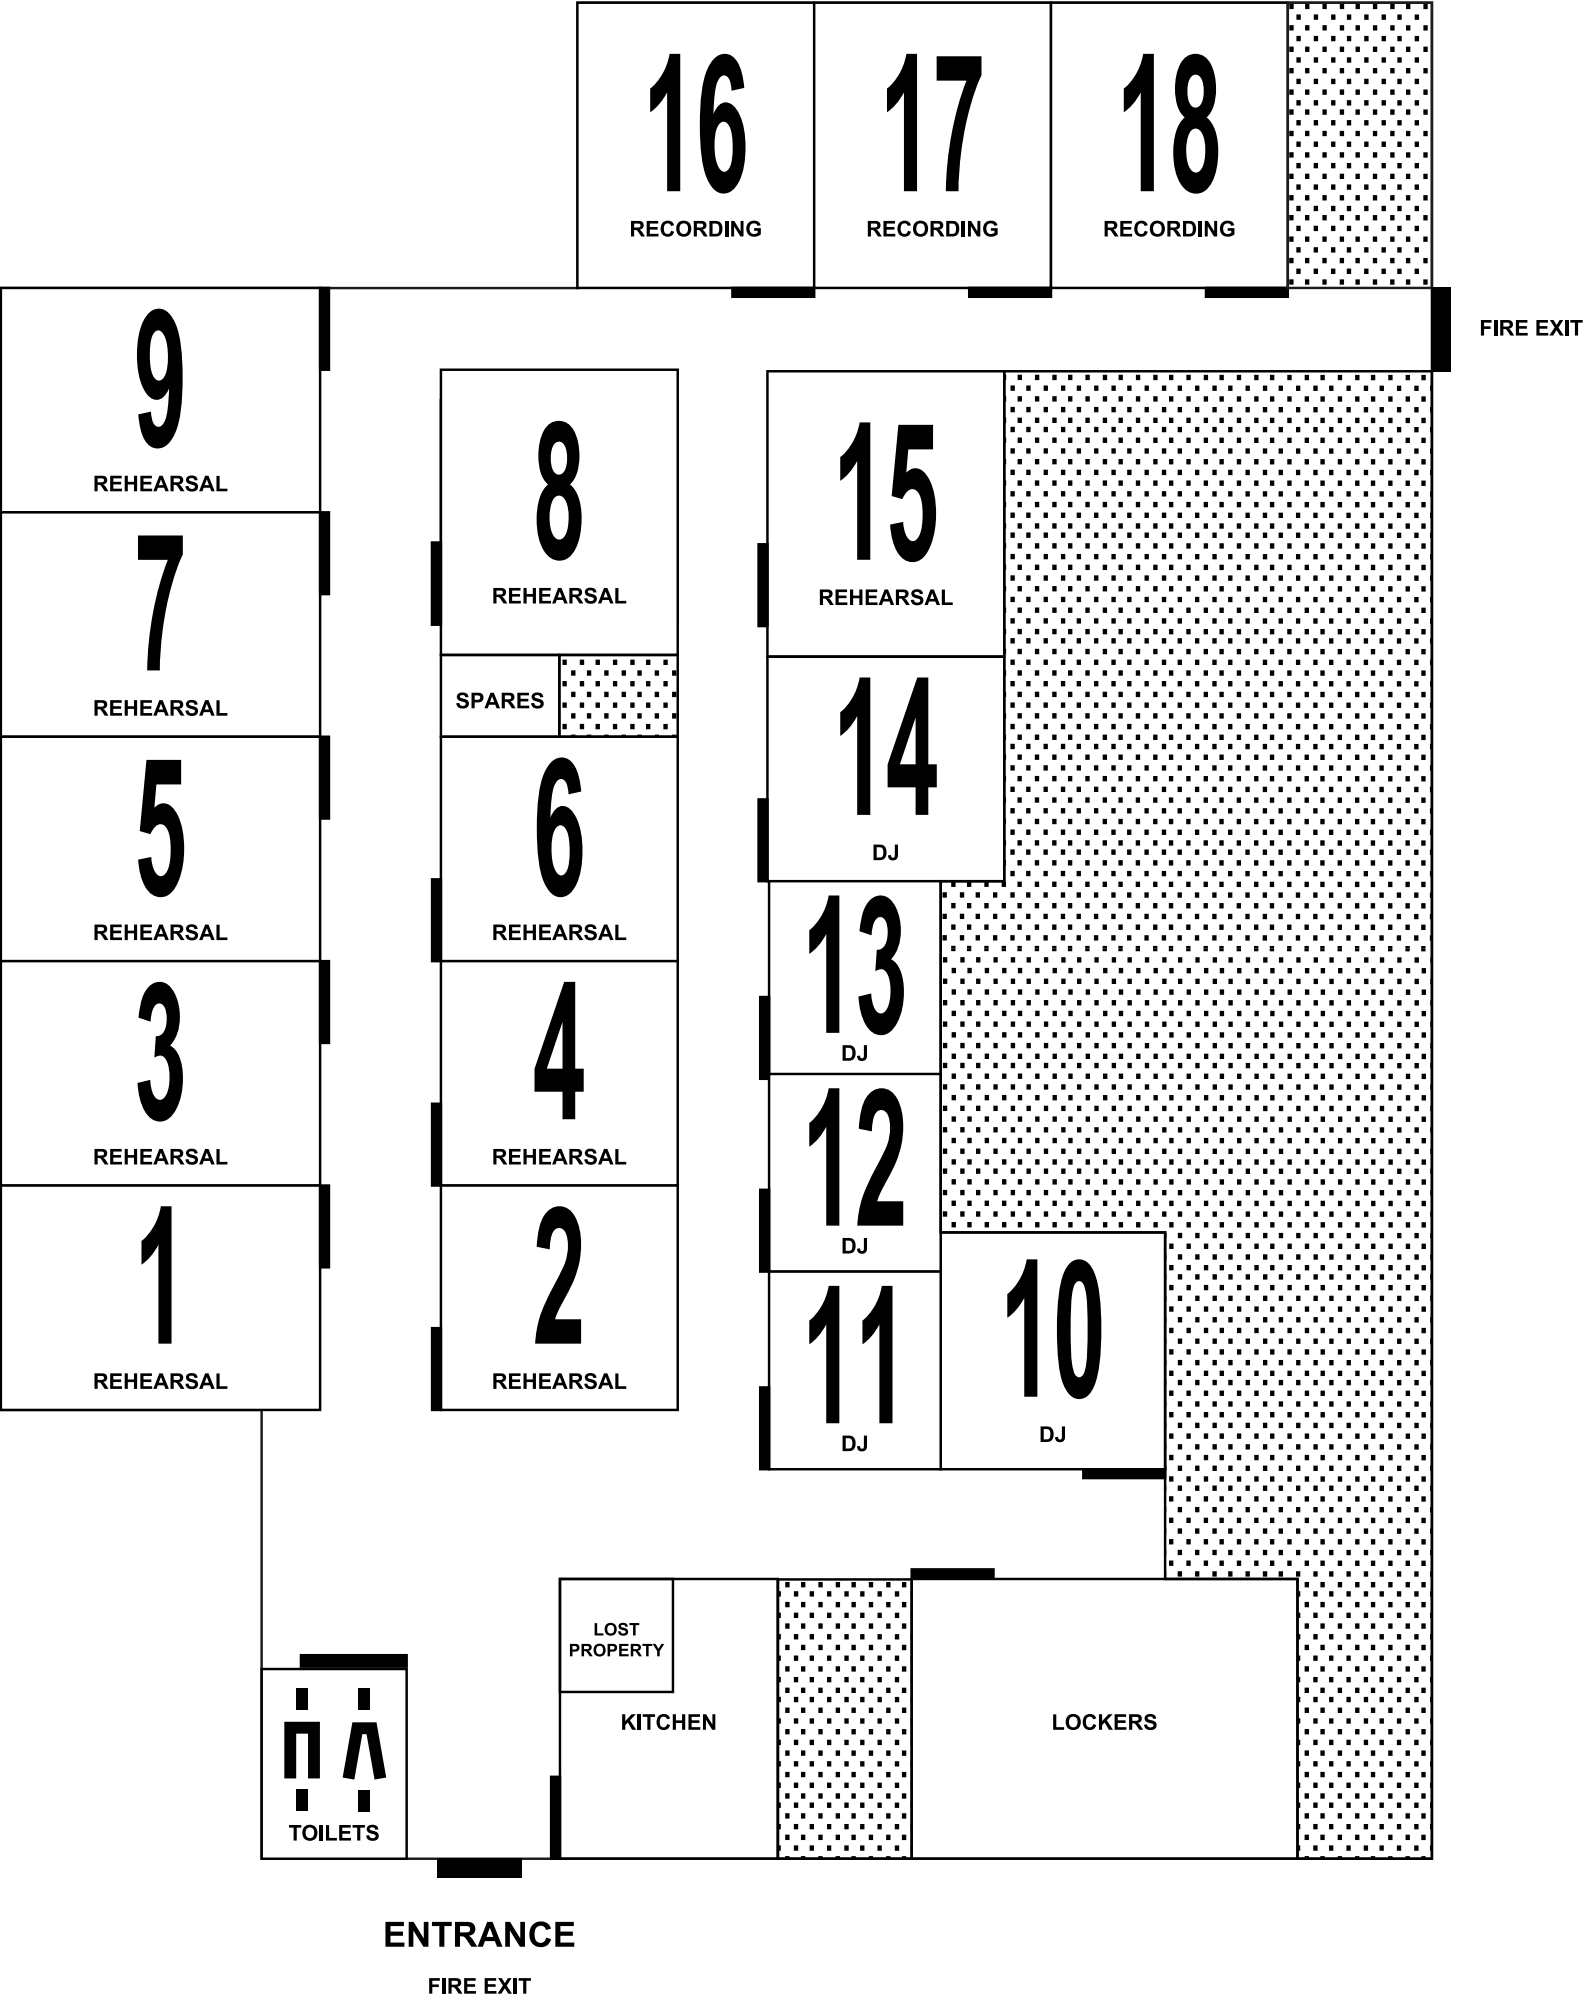 16
RECORDING
17
RECORDING
18
RECORDING
FIRE EXIT
9
REHEARSAL
8
REHEARSAL
15
REHEARSAL
7
REHEARSAL
SPARES
14
DJ
5
REHEARSAL
6
REHEARSAL
13
DJ
3
REHEARSAL
4
REHEARSAL
12
DJ
1
REHEARSAL
2
REHEARSAL
11
DJ
10
DJ
LOST
PROPERTY
KITCHEN
LOCKERS
TOILETS
ENTRANCE
FIRE EXIT